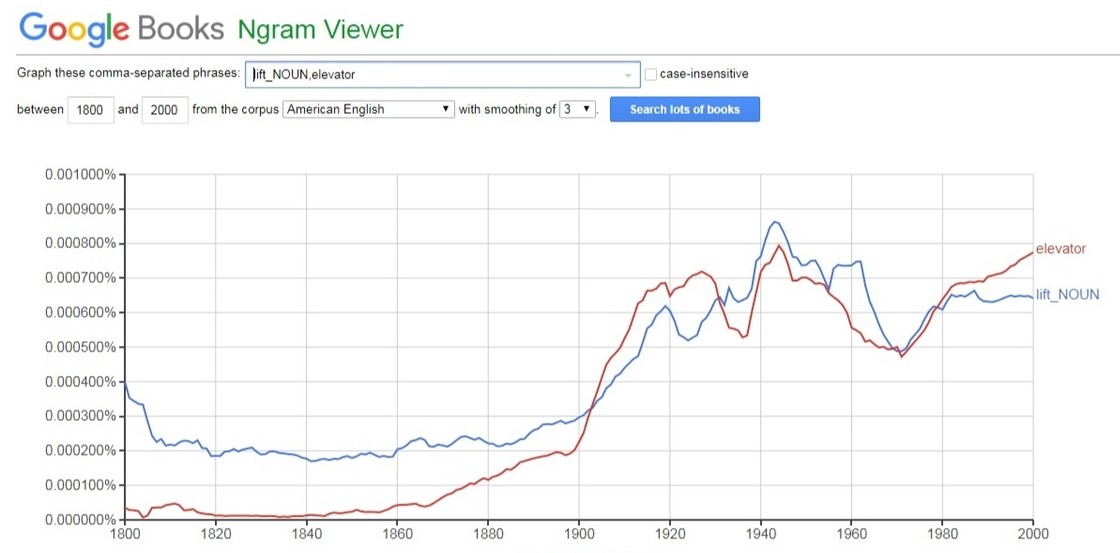 Google Books Ngram Viewer
Graph these comma-separated phrases: lift_NOUN,elevator case-insensitive
between 1800 and 2000 from the corpus American English with smoothing of 3 . Search lots of books
0.001000%
0.000900%
0.000800%
0.000700%
0.000600%
0.000500%
0.000400%
0.000300%
0.000200%
0.000100%
0.000000%
elevator
lift_NOUN
1800 1820 1840 1860 1880 1900 1920 1940 1960 1980 2000